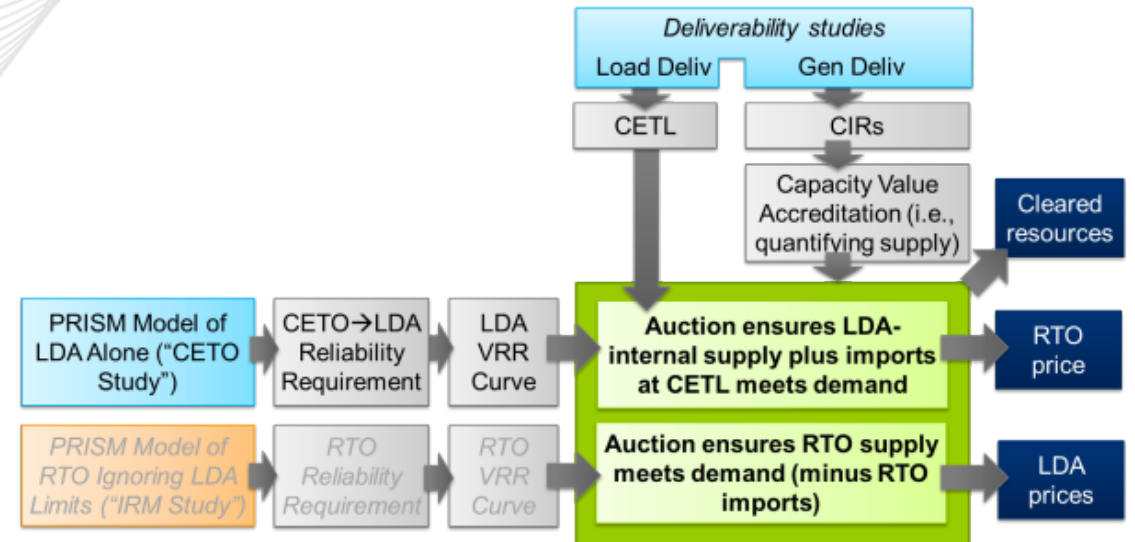 Deliverability studies
Load Deliv
Gen Deliv
CETL
CIRs
Capacity Value
Accreditation (i.e.,
quantifying supply)
Cleared
resources
PRISM Model of
LDA Alone (“CETO
Study”)
CETO→LDA
Reliability
Requirement
LDA
VRR
Curve
Auction ensures LDA-
internal supply plus imports
at CETL meets demand
RTO
price
PRISM Model of
RTO Ignoring LDA
Limits (“IRM Study”)
RTO
Reliability
Requirement
RTO
VRR
Curve
Auction ensures RTO supply
meets demand (minus RTO
imports)
LDA
prices